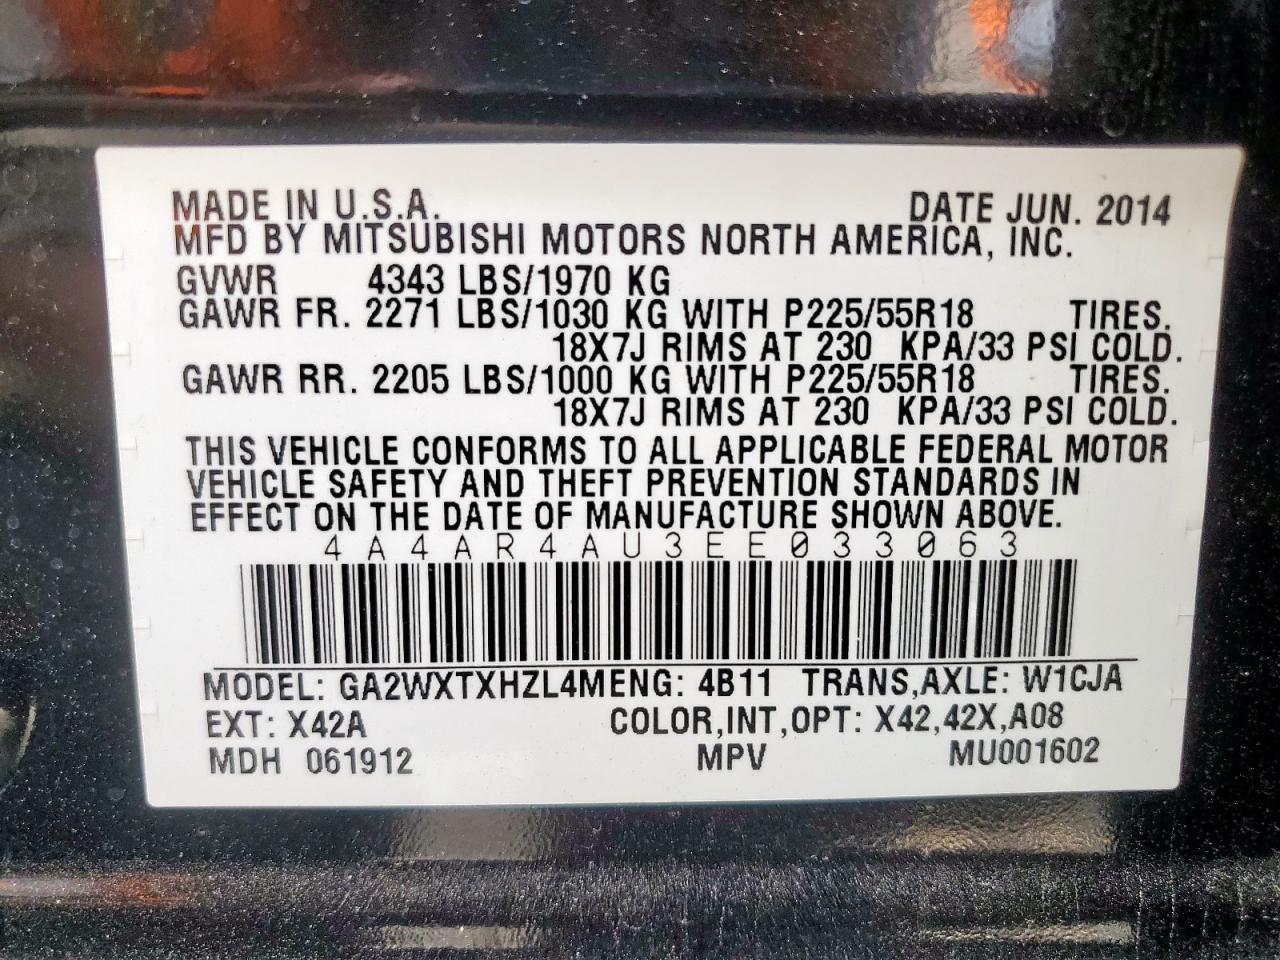 MADE IN U.S.A. DATE JUN. 2014
MFD BY MITSUBISHI MOTORS NORTH AMERICA, INC.
GVWR 4343 LBS/1970 KG
GAWR FR. 2271 LBS/1030 KG WITH P225/55R18 TIRES.
18X7J RIMS AT 230 KPA/33 PSI COLD.
GAWR RR. 2205 LBS/1000 KG WITH P225/55R18 TIRES.
18X7J RIMS AT 230 KPA/33 PSI COLD.
THIS VEHICLE CONFORMS TO ALL APPLICABLE FEDERAL MOTOR
VEHICLE SAFETY AND THEFT PREVENTION STANDARDS IN
EFFECT ON THE DATE OF MANUFACTURE SHOWN ABOVE.
4A4AR4AU3EE033063
MODEL: GA2WXTXHZL4MENG: 4B11 TRANS,AXLE: W1CJA
EXT: X42A COLOR,INT,OPT: X42,42X,A08
MDH 061912 MPV MU001602